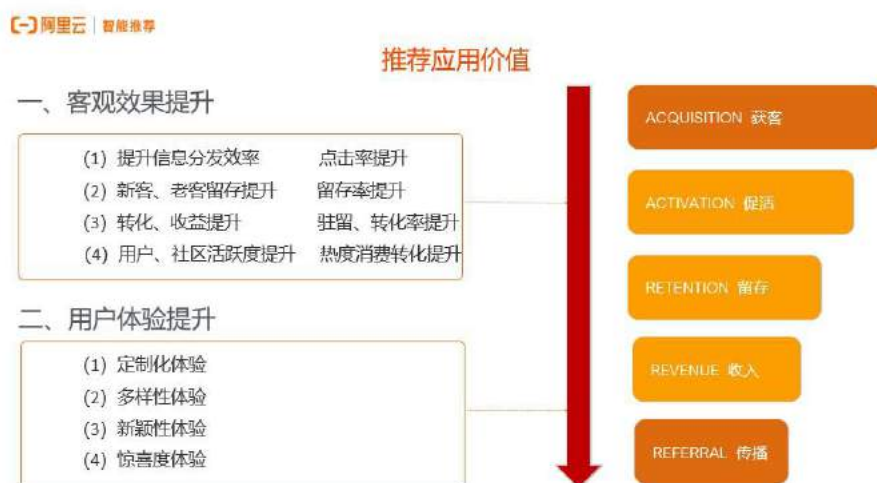 阿里云 | 智能推荐
推荐应用价值
一、客观效果提升
(1) 提升信息分发效率 点击率提升
(2) 新客、老客留存提升 留存率提升
(3) 转化、收益提升 驻留、转化率提升
(4) 用户、社区活跃度提升 热度消费转化提升
二、用户体验提升
(1) 定制化体验
(2) 多样性体验
(3) 新颖性体验
(4) 惊喜度体验
ACQUISITION 获客
ACTIVATION 促活
RETENTION 留存
REVENUE 收入
REFERRAL 传播